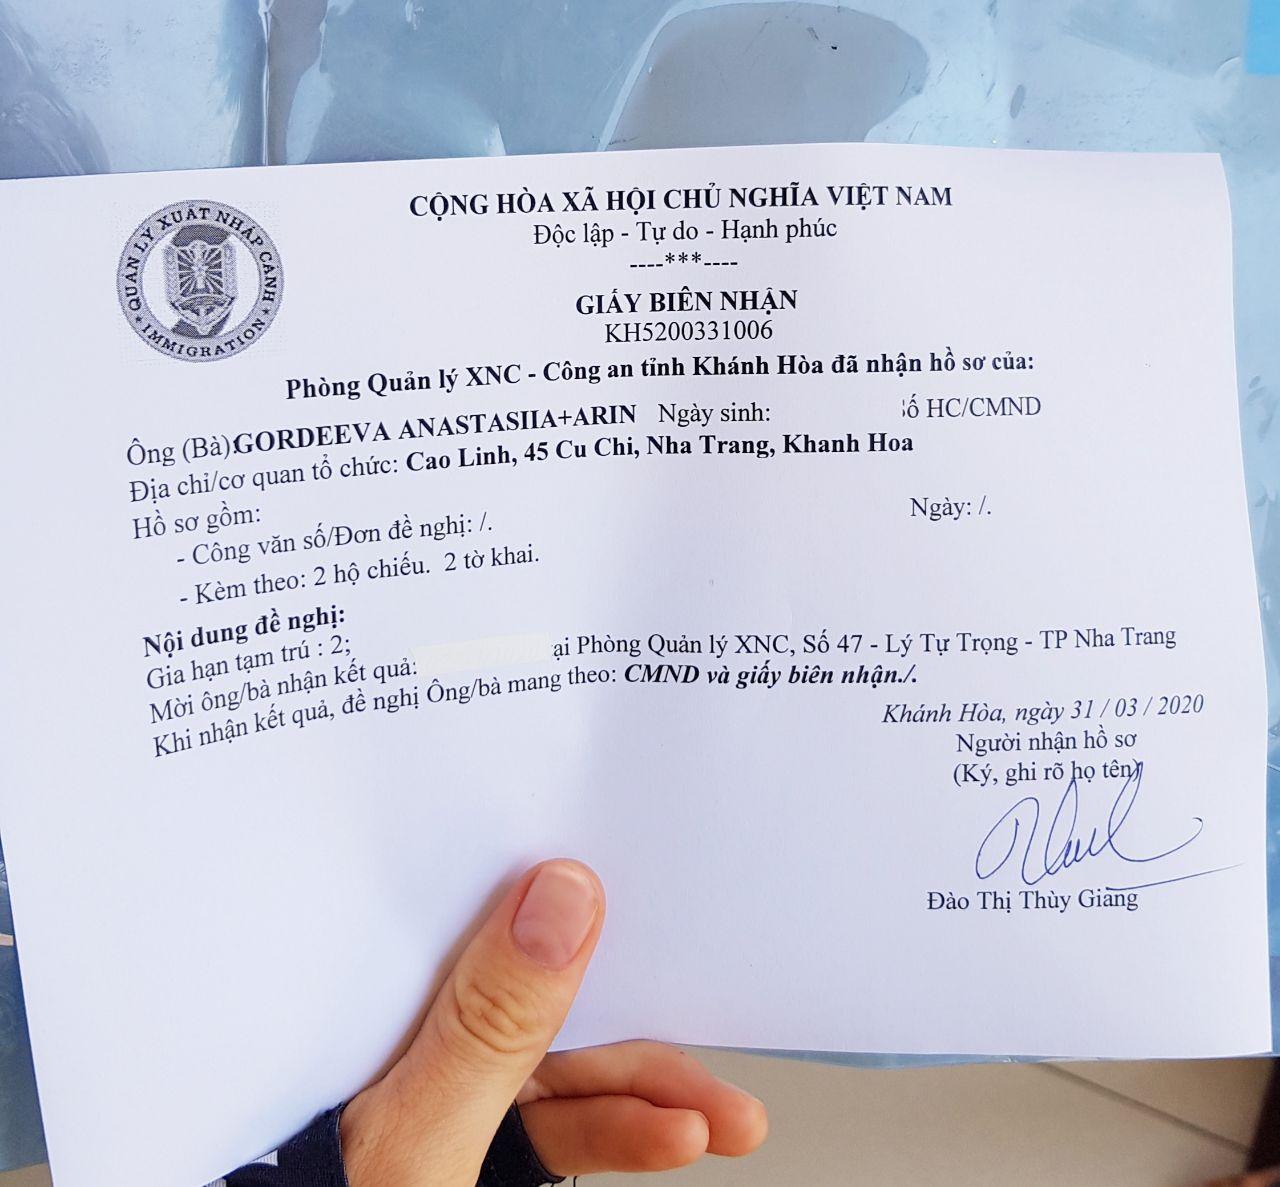 QUẢN LÝ XUẤT NHẬP CẢNH
IMMIGRATION
CỘNG HÒA XÃ HỘI CHỦ NGHĨA VIỆT NAM
Độc lập - Tự do - Hạnh phúc
----***----
GIẤY BIÊN NHẬN
KH5200331006
Phòng Quản lý XNC - Công an tỉnh Khánh Hòa đã nhận hồ sơ của:
Ông (Bà):GORDEEVA ANASTASIIA+ARIN Ngày sinh: số HC/CMND
Địa chỉ/cơ quan tổ chức: Cao Linh, 45 Cu Chi, Nha Trang, Khanh Hoa
Hồ sơ gồm:
- Công văn số/Đơn đề nghị: /. Ngày: /.
- Kèm theo: 2 hộ chiếu. 2 tờ khai.
Nội dung đề nghị:
Gia hạn tạm trú : 2;
Mời ông/bà nhận kết quả: tại Phòng Quản lý XNC, Số 47 - Lý Tự Trọng - TP Nha Trang
Khi nhận kết quả, đề nghị Ông/bà mang theo: CMND và giấy biên nhận./.
Khánh Hòa, ngày 31 / 03 / 2020
Người nhận hồ sơ
(Ký, ghi rõ họ tên)
Đào Thị Thùy Giang